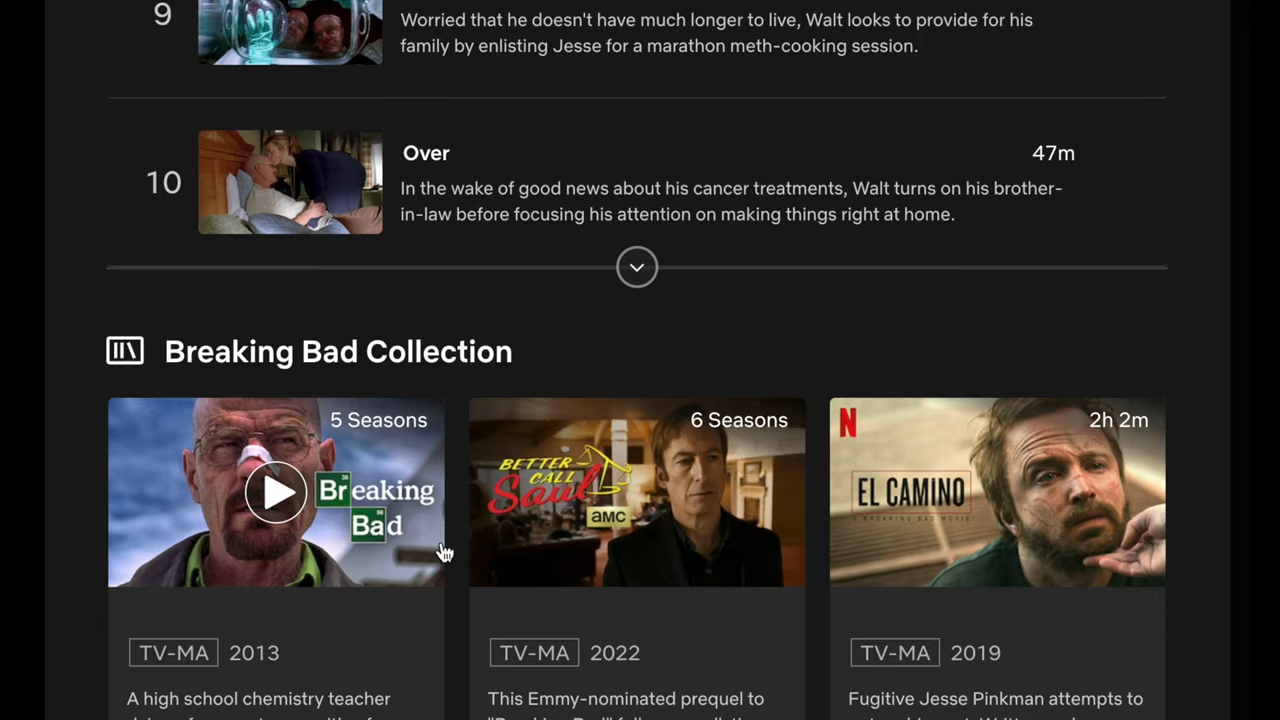 9
Worried that he doesn't have much longer to live, Walt looks to provide for his
family by enlisting Jesse for a marathon meth-cooking session.
10
Over
47m
In the wake of good news about his cancer treatments, Walt turns on his brother-
in-law before focusing his attention on making things right at home.
Breaking Bad Collection
5 Seasons
Breaking
Bad
6 Seasons
BETTER
CALL
Saul
amc
N
2h 2m
EL CAMINO
A BREAKING BAD MOVIE
TV-MA 2013
TV-MA 2022
TV-MA 2019
A high school chemistry teacher
This Emmy-nominated prequel to
Fugitive Jesse Pinkman attempts to